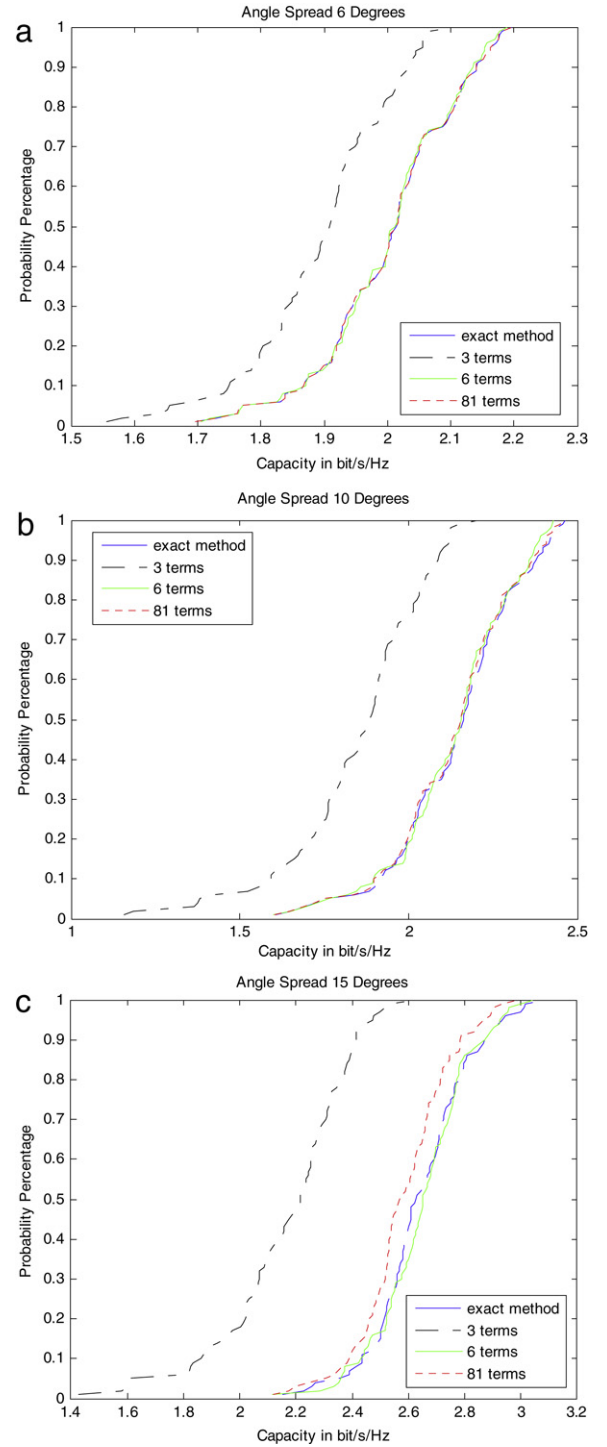 a
Angle Spread 6 Degrees
1
0.9
0.8
0.7
0.6
0.5
0.4
0.3
0.2
0.1
0
Probability Percentage
exact method
3 terms
6 terms
81 terms
1.5 1.6 1.7 1.8 1.9 2 2.1 2.2 2.3
Capacity in bit/s/Hz
b
Angle Spread 10 Degrees
1
0.9
0.8
0.7
0.6
0.5
0.4
0.3
0.2
0.1
0
Probability Percentage
exact method
3 terms
6 terms
81 terms
1 1.5 2 2.5
Capacity in bit/s/Hz
c
Angle Spread 15 Degrees
1
0.9
0.8
0.7
0.6
0.5
0.4
0.3
0.2
0.1
0
Probability Percentage
exact method
3 terms
6 terms
81 terms
1.4 1.6 1.8 2 2.2 2.4 2.6 2.8 3 3.2
Capacity in bit/s/Hz